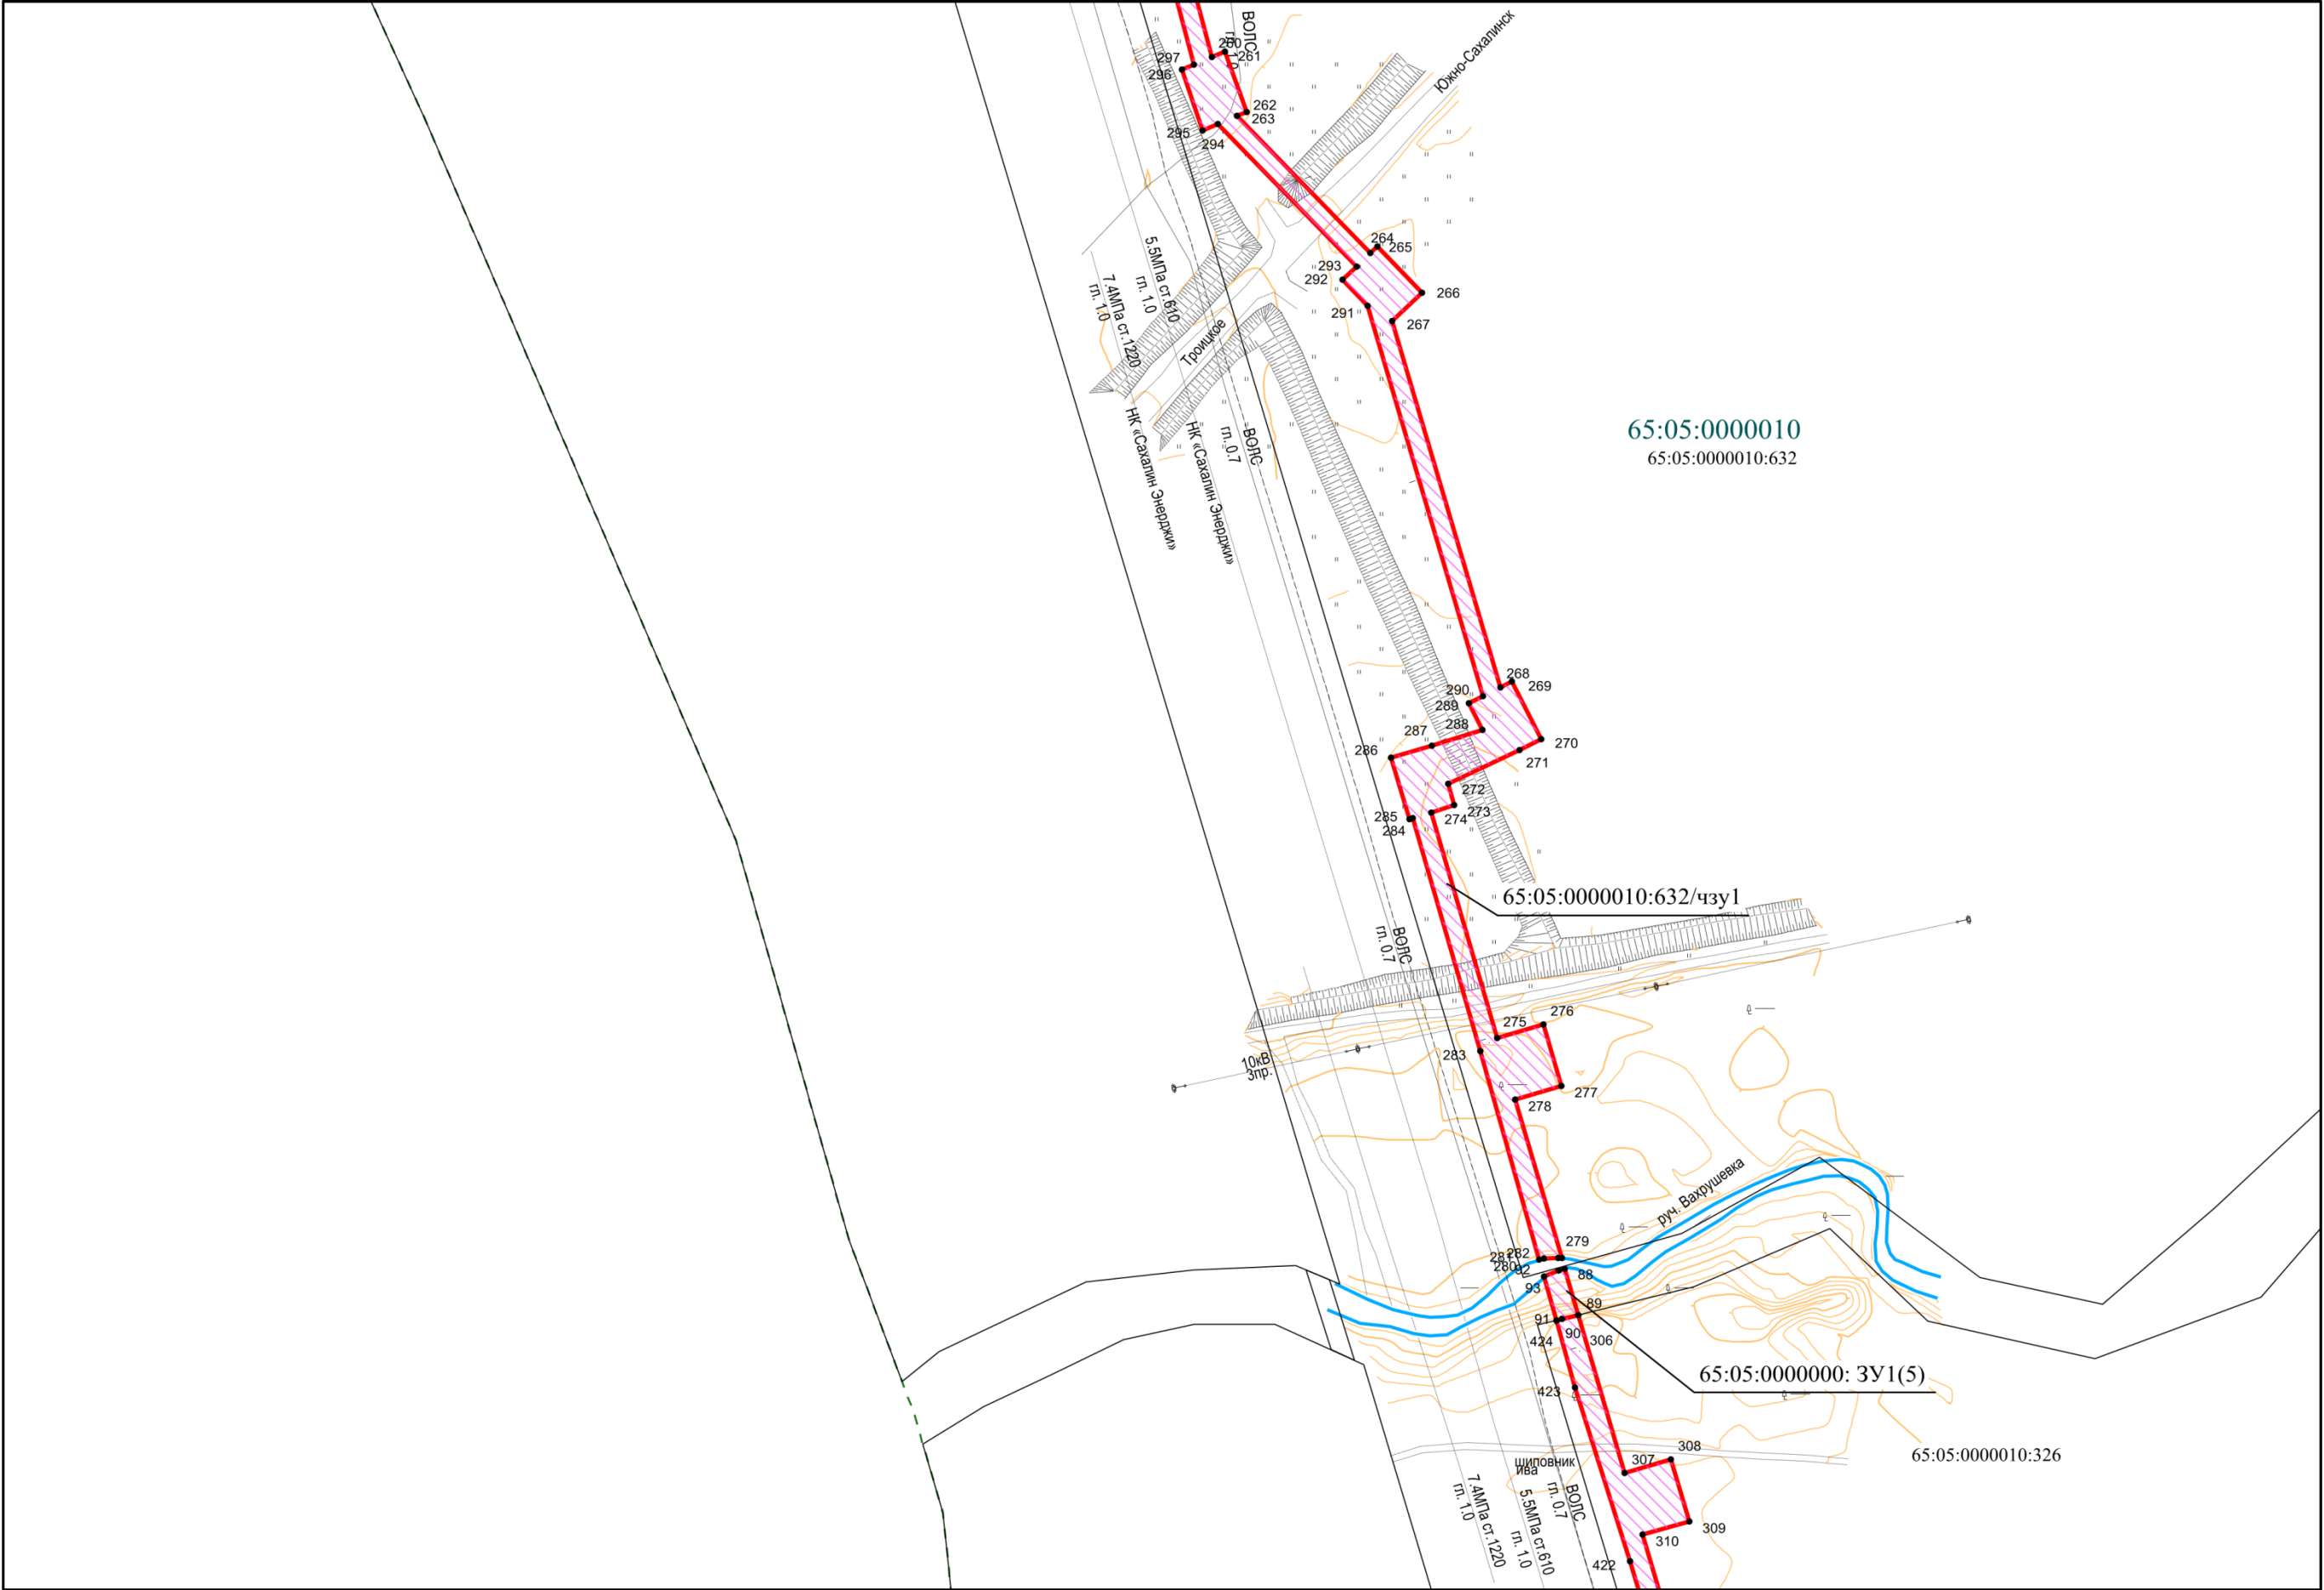 ВОЛС
гл. 1.0
Южно-Сахалинск
260
261
297
296
262
263
295
294
264
265
293
292
266
291
267
5.5МПа ст.610
гл. 1.0
7.4МПа ст.1220
гл. 1.0
Троицкое
НК «Сахалин Энерджи»
НК «Сахалин Энерджи»
ВОЛС
гл. 0.7
65:05:0000010
65:05:0000010:632
268
269
290
289
288
287
286
270
271
272
273
274
285
284
65:05:0000010:632/чзу1
ВОЛС
гл. 0.7
275
276
283
10кВ
3пр.
277
278
руч. Вахрушевка
279
282
281
280
92
88
93
89
91
90
424
306
65:05:0000000: ЗУ1(5)
423
308
307
65:05:0000010:326
шиповник
ива
7.4МПа ст.1220
гл. 1.0
5.5МПа ст.610
гл. 1.0
ВОЛС
гл. 0.7
309
310
422